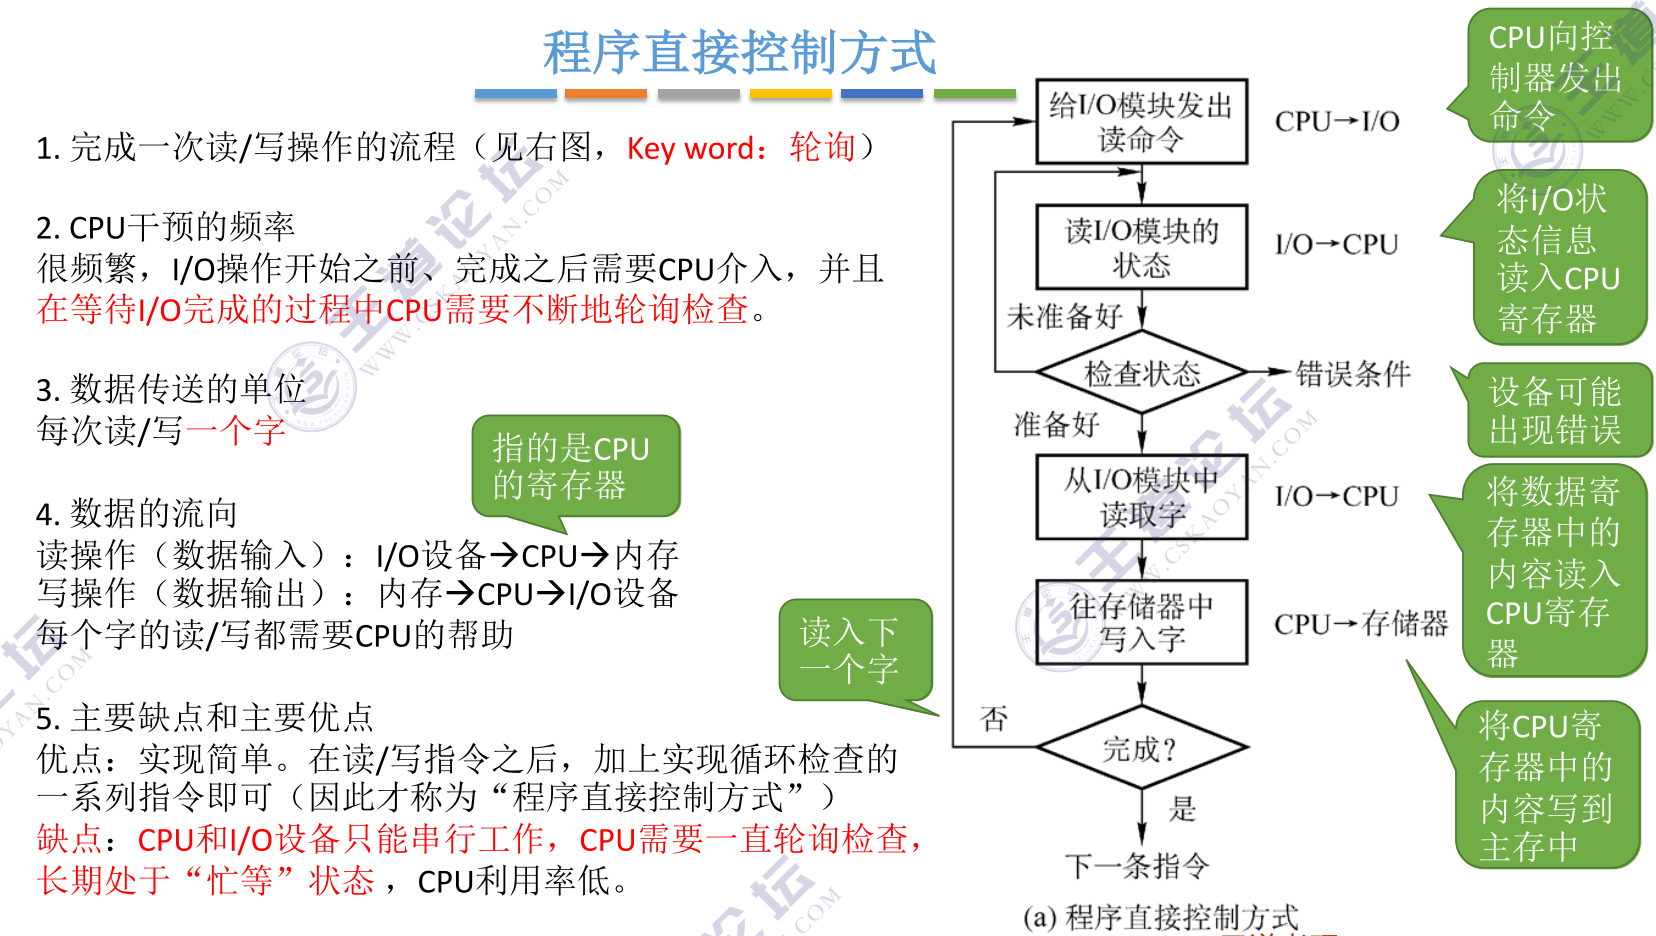 程序直接控制方式
1. 完成一次读/写操作的流程（见右图，Key word：轮询）
2. CPU干预的频率
很频繁，I/O操作开始之前、完成之后需要CPU介入，并且
在等待I/O完成的过程中CPU需要不断地轮询检查。
3. 数据传送的单位
每次读/写一个字
指的是CPU
的寄存器
4. 数据的流向
读操作（数据输入）：I/O设备→CPU→内存
写操作（数据输出）：内存→CPU→I/O设备
每个字的读/写都需要CPU的帮助
5. 主要缺点和主要优点
优点：实现简单。在读/写指令之后，加上实现循环检查的
一系列指令即可（因此才称为“程序直接控制方式”）
缺点：CPU和I/O设备只能串行工作，CPU需要一直轮询检查，
长期处于“忙等”状态，CPU利用率低。
给I/O模块发出
读命令
CPU→I/O
CPU向控
制器发出
命令
读I/O模块的
状态
I/O→CPU
将I/O状
态信息
读入CPU
寄存器
未准备好
检查状态
错误条件
设备可能
出现错误
准备好
从I/O模块中
读取字
I/O→CPU
将数据寄
存器中的
内容读入
CPU寄存
器
往存储器中
写入字
CPU→存储器
将CPU寄
存器中的
内容写到
主存中
读入下
一个字
否
完成?
是
下一条指令
(a) 程序直接控制方式
王道论坛
WWW.CSKAOYAN.COM
王道论坛
WWW.CSKAOYAN.COM